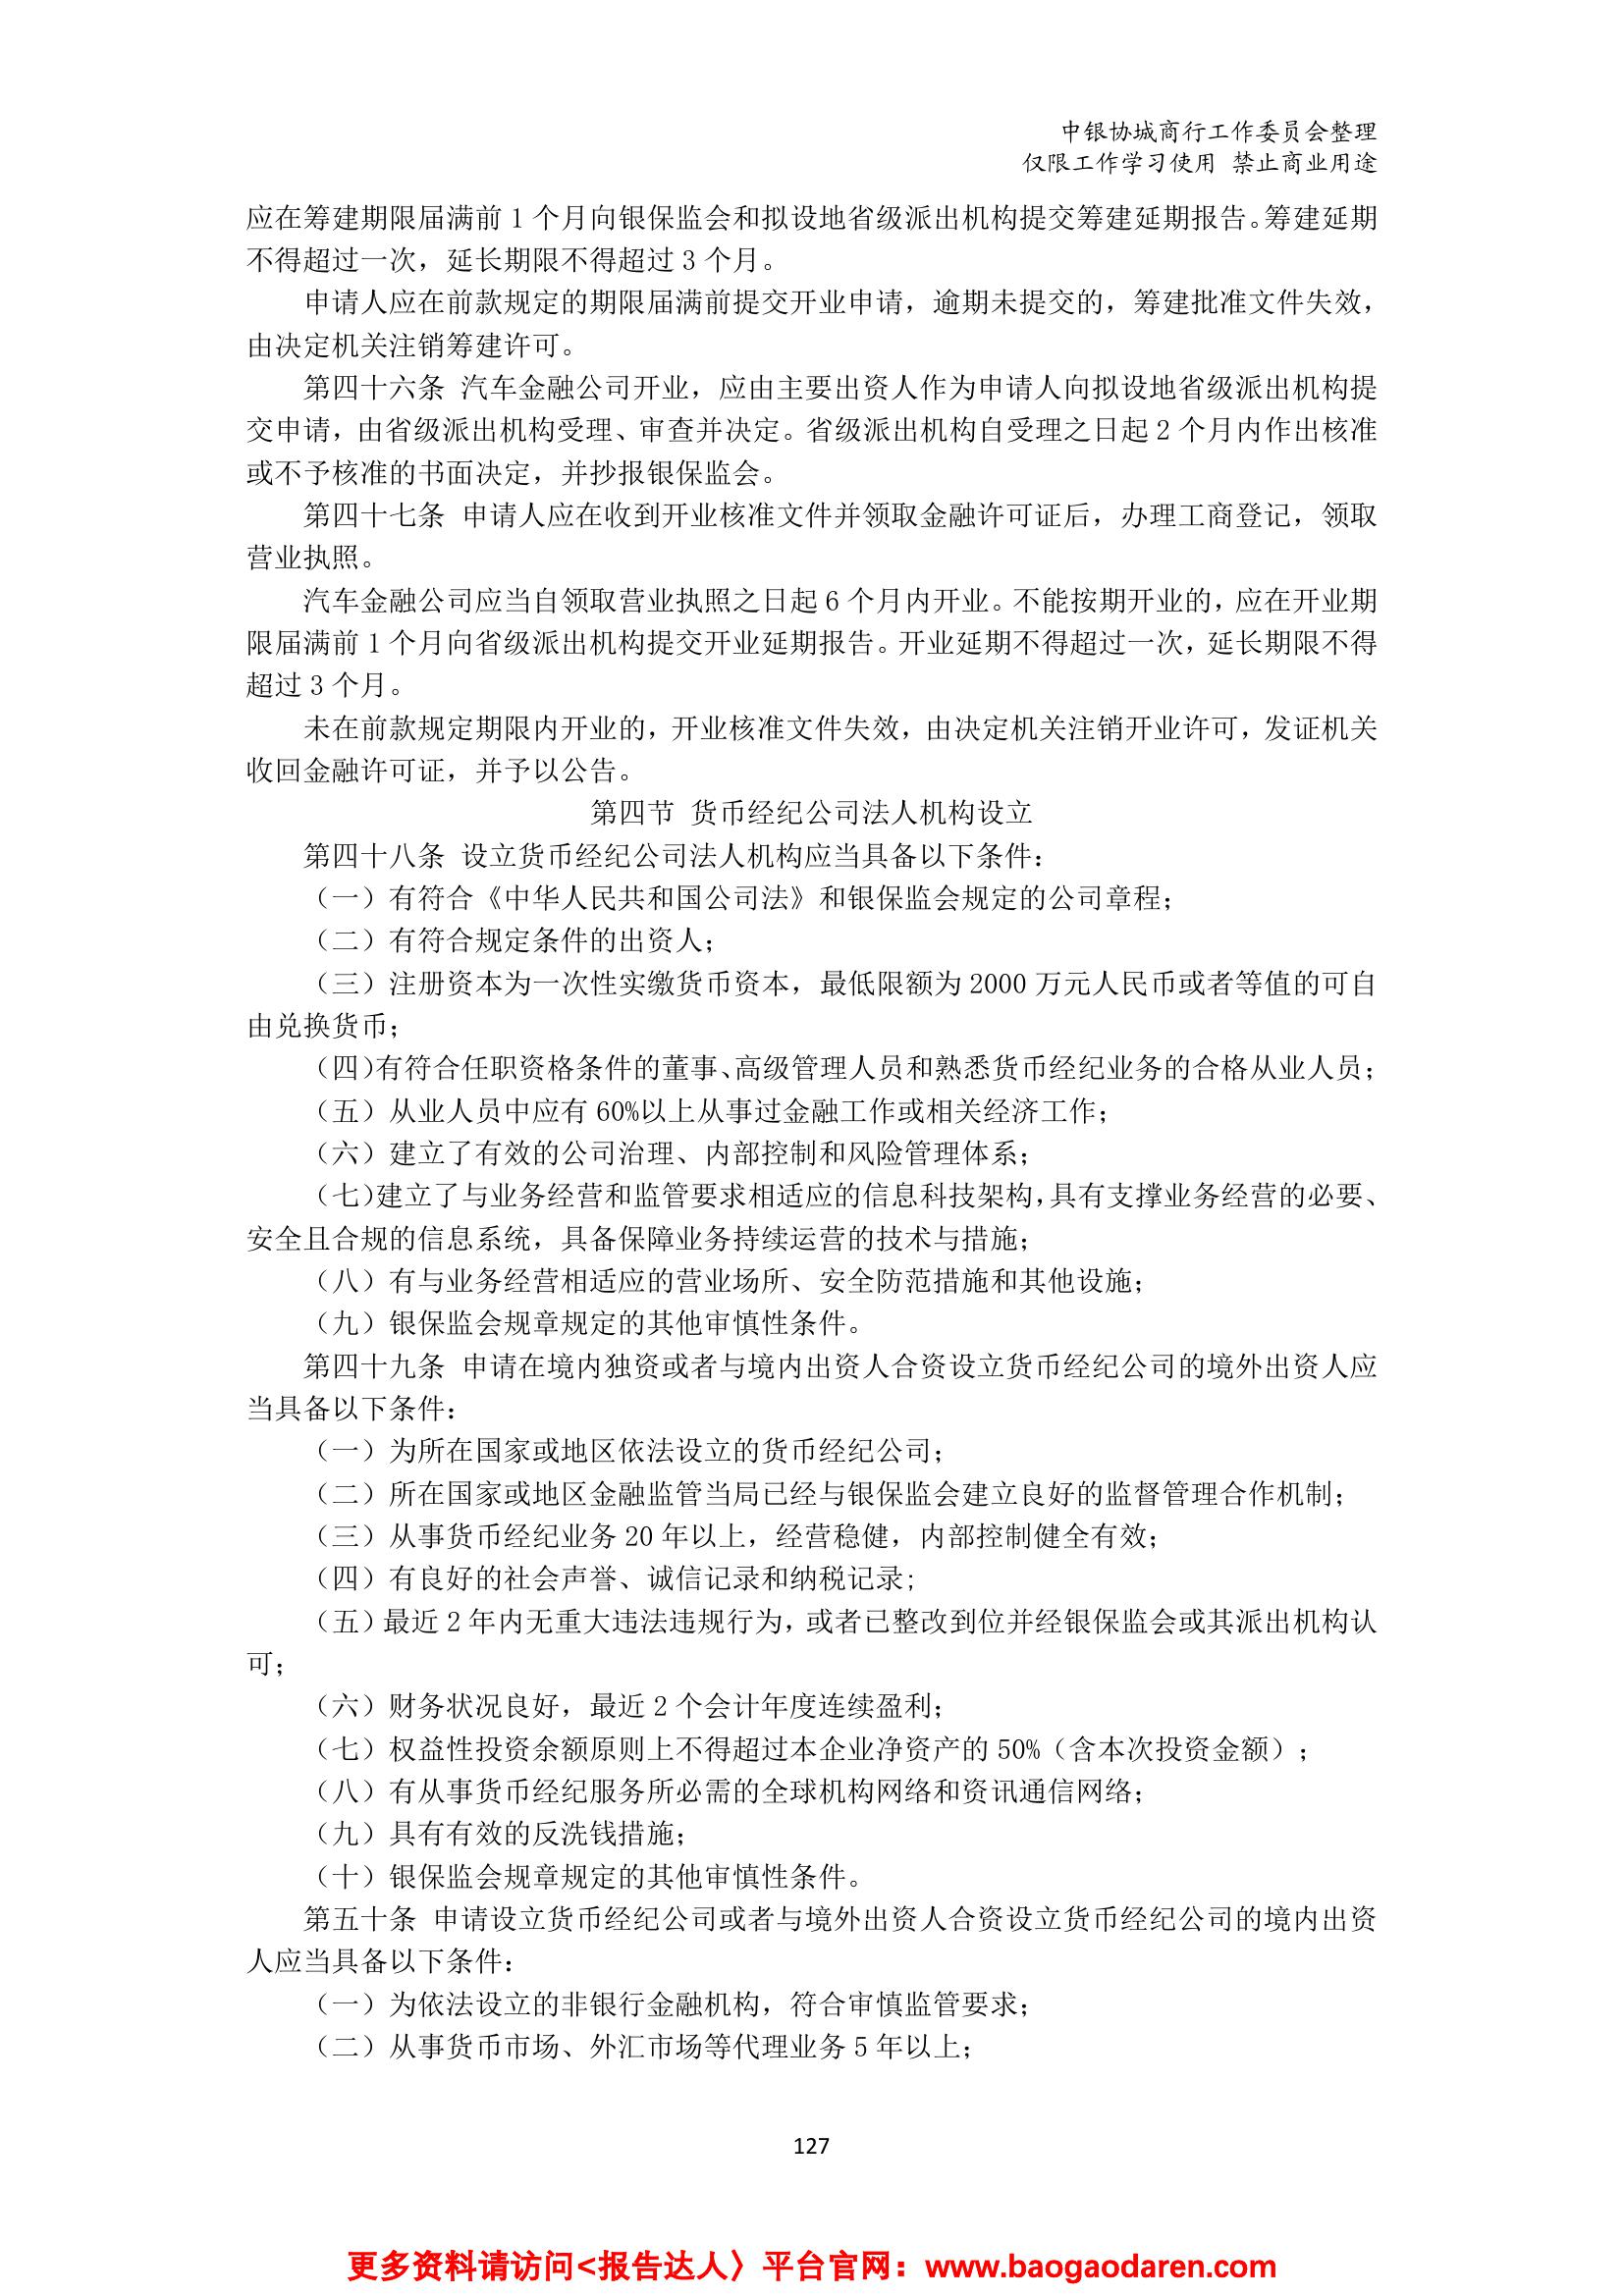 中银协城商行工作委员会整理
仅限工作学习使用 禁止商业用途
应在筹建期限届满前 1 个月向银保监会和拟设地省级派出机构提交筹建延期报告。筹建延期
不得超过一次，延长期限不得超过 3 个月。
申请人应在前款规定的期限届满前提交开业申请，逾期未提交的，筹建批准文件失效，
由决定机关注销筹建许可。
第四十六条 汽车金融公司开业，应由主要出资人作为申请人向拟设地省级派出机构提
交申请，由省级派出机构受理、审查并决定。省级派出机构自受理之日起 2 个月内作出核准
或不予核准的书面决定，并抄报银保监会。
第四十七条 申请人应在收到开业核准文件并领取金融许可证后，办理工商登记，领取
营业执照。
汽车金融公司应当自领取营业执照之日起 6 个月内开业。不能按期开业的，应在开业期
限届满前 1 个月向省级派出机构提交开业延期报告。开业延期不得超过一次，延长期限不得
超过 3 个月。
未在前款规定期限内开业的，开业核准文件失效，由决定机关注销开业许可，发证机关
收回金融许可证，并予以公告。
第四节 货币经纪公司法人机构设立
第四十八条 设立货币经纪公司法人机构应当具备以下条件：
（一）有符合《中华人民共和国公司法》和银保监会规定的公司章程；
（二）有符合规定条件的出资人；
（三）注册资本为一次性实缴货币资本，最低限额为 2000 万元人民币或者等值的可自
由兑换货币；
（四）有符合任职资格条件的董事、高级管理人员和熟悉货币经纪业务的合格从业人员；
（五）从业人员中应有 60%以上从事过金融工作或相关经济工作；
（六）建立了有效的公司治理、内部控制和风险管理体系；
（七）建立了与业务经营和监管要求相适应的信息科技架构，具有支撑业务经营的必要、
安全且合规的信息系统，具备保障业务持续运营的技术与措施；
（八）有与业务经营相适应的营业场所、安全防范措施和其他设施；
（九）银保监会规章规定的其他审慎性条件。
第四十九条 申请在境内独资或者与境内出资人合资设立货币经纪公司的境外出资人应
当具备以下条件：
（一）为所在国家或地区依法设立的货币经纪公司；
（二）所在国家或地区金融监管当局已经与银保监会建立良好的监督管理合作机制；
（三）从事货币经纪业务 20 年以上，经营稳健，内部控制健全有效；
（四）有良好的社会声誉、诚信记录和纳税记录;
（五）最近 2 年内无重大违法违规行为，或者已整改到位并经银保监会或其派出机构认
可；
（六）财务状况良好，最近 2 个会计年度连续盈利；
（七）权益性投资余额原则上不得超过本企业净资产的 50%（含本次投资金额）；
（八）有从事货币经纪服务所必需的全球机构网络和资讯通信网络；
（九）具有有效的反洗钱措施；
（十）银保监会规章规定的其他审慎性条件。
第五十条 申请设立货币经纪公司或者与境外出资人合资设立货币经纪公司的境内出资
人应当具备以下条件：
（一）为依法设立的非银行金融机构，符合审慎监管要求；
（二）从事货币市场、外汇市场等代理业务 5 年以上；
127
更多资料请访问<报告达人〉平台官网：www.baogaodaren.com